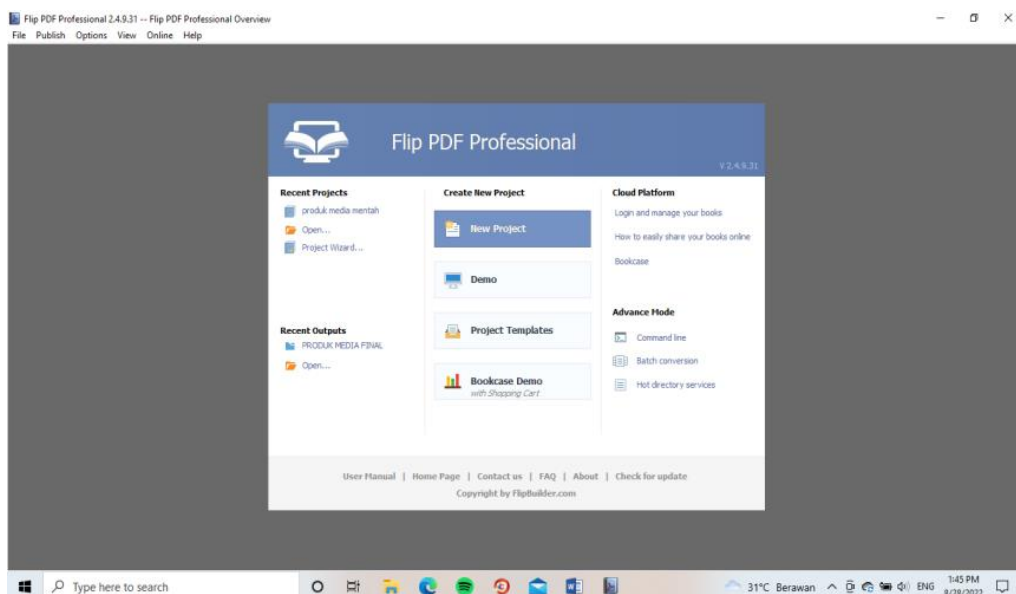 Flip PDF Professional 2.4.9.31 -- Flip PDF Professional Overview
File Publish Options View Online Help
Flip PDF Professional
V 2.4.9.31
Recent Projects
produk media mentah
Open...
Project Wizard...
Recent Outputs
PRODUK MEDIA FINAL
Open...
Create New Project
New Project
Demo
Project Templates
Bookcase Demo
with Shopping Cart
Cloud Platform
Login and manage your books
How to easily share your books online
Bookcase
Advance Mode
Command line
Batch conversion
Hot directory services
User Manual | Home Page | Contact us | FAQ | About | Check for update
Copyright by FlipBuilder.com
Type here to search
31°C Berawan
ENG
1:45 PM